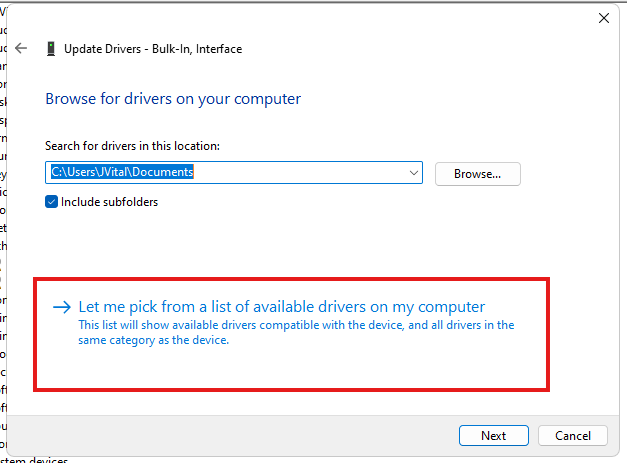 Update Drivers - Bulk-In, Interface
Browse for drivers on your computer
Search for drivers in this location:
C:\Users\JVital\Documents
Browse...
Include subfolders
Let me pick from a list of available drivers on my computer
This list will show available drivers compatible with the device, and all drivers in the
same category as the device.
Next
Cancel
stem devices